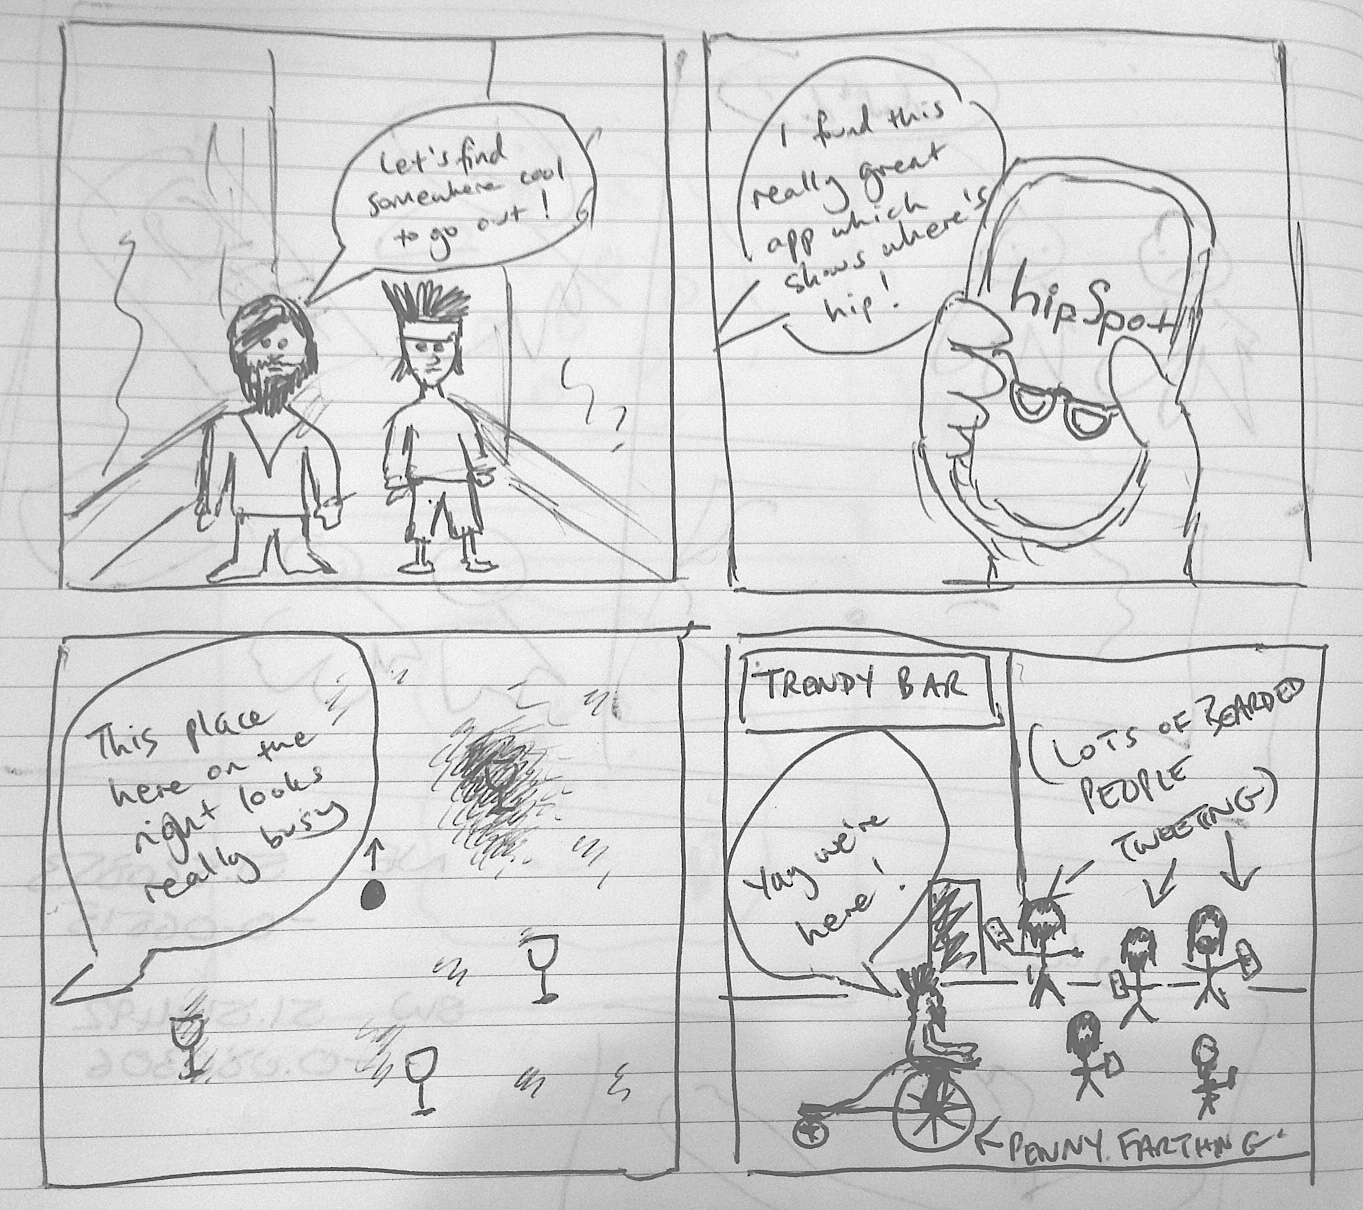 Let's find
somewhere cool
to go out!
I found this
really great
app which
shows where's
hip!
hipSpot
This place
here on the
right looks
really busy
TRENDY BAR
(LOTS OF BEARDED
PEOPLE
TWEETING)
Yay we're
here!
PENNY FARTHING